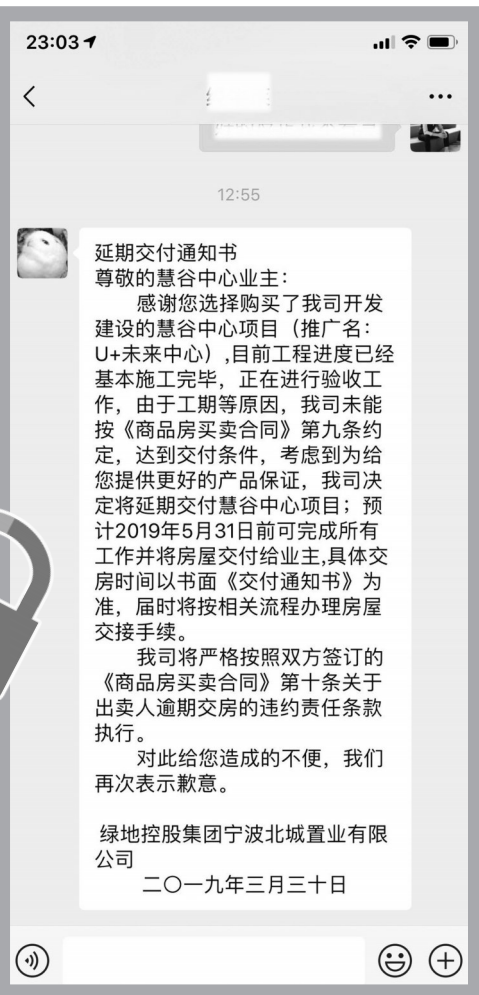 23:03
12:55
延期交付通知书
尊敬的慧谷中心业主：
感谢您选择购买了我司开发
建设的慧谷中心项目（推广名：
U+未来中心）,目前工程进度已经
基本施工完毕，正在进行验收工
作，由于工期等原因，我司未能
按《商品房买卖合同》第九条约
定，达到交付条件，考虑到为给
您提供更好的产品保证，我司决
定将延期交付慧谷中心项目；预
计2019年5月31日前可完成所有
工作并将房屋交付给业主,具体交
房时间以书面《交付通知书》为
准，届时将按相关流程办理房屋
交接手续。
我司将严格按照双方签订的
《商品房买卖合同》第十条关于
出卖人逾期交房的违约责任条款
执行。
对此给您造成的不便，我们
再次表示歉意。
绿地控股集团宁波北城置业有限
公司
二〇一九年三月三十日